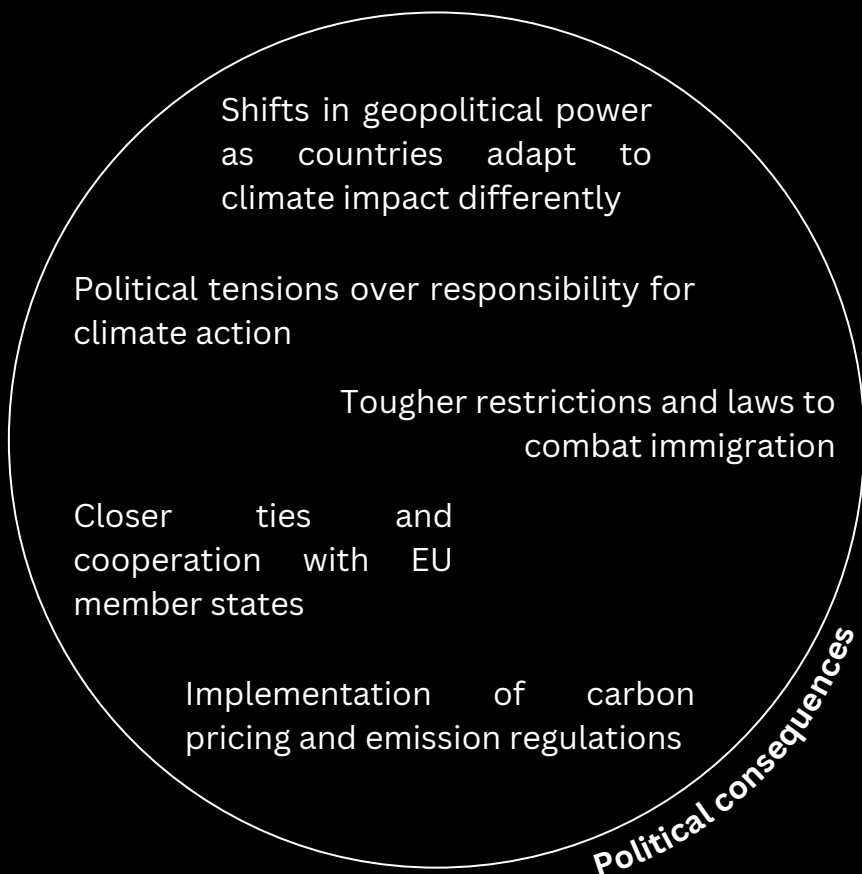 Shifts in geopolitical power
as countries adapt to
climate impact differently
Political tensions over responsibility for
climate action
Tougher restrictions and laws to
combat immigration
Closer ties and
cooperation with EU
member states
Implementation of carbon
pricing and emission regulations
Political consequences